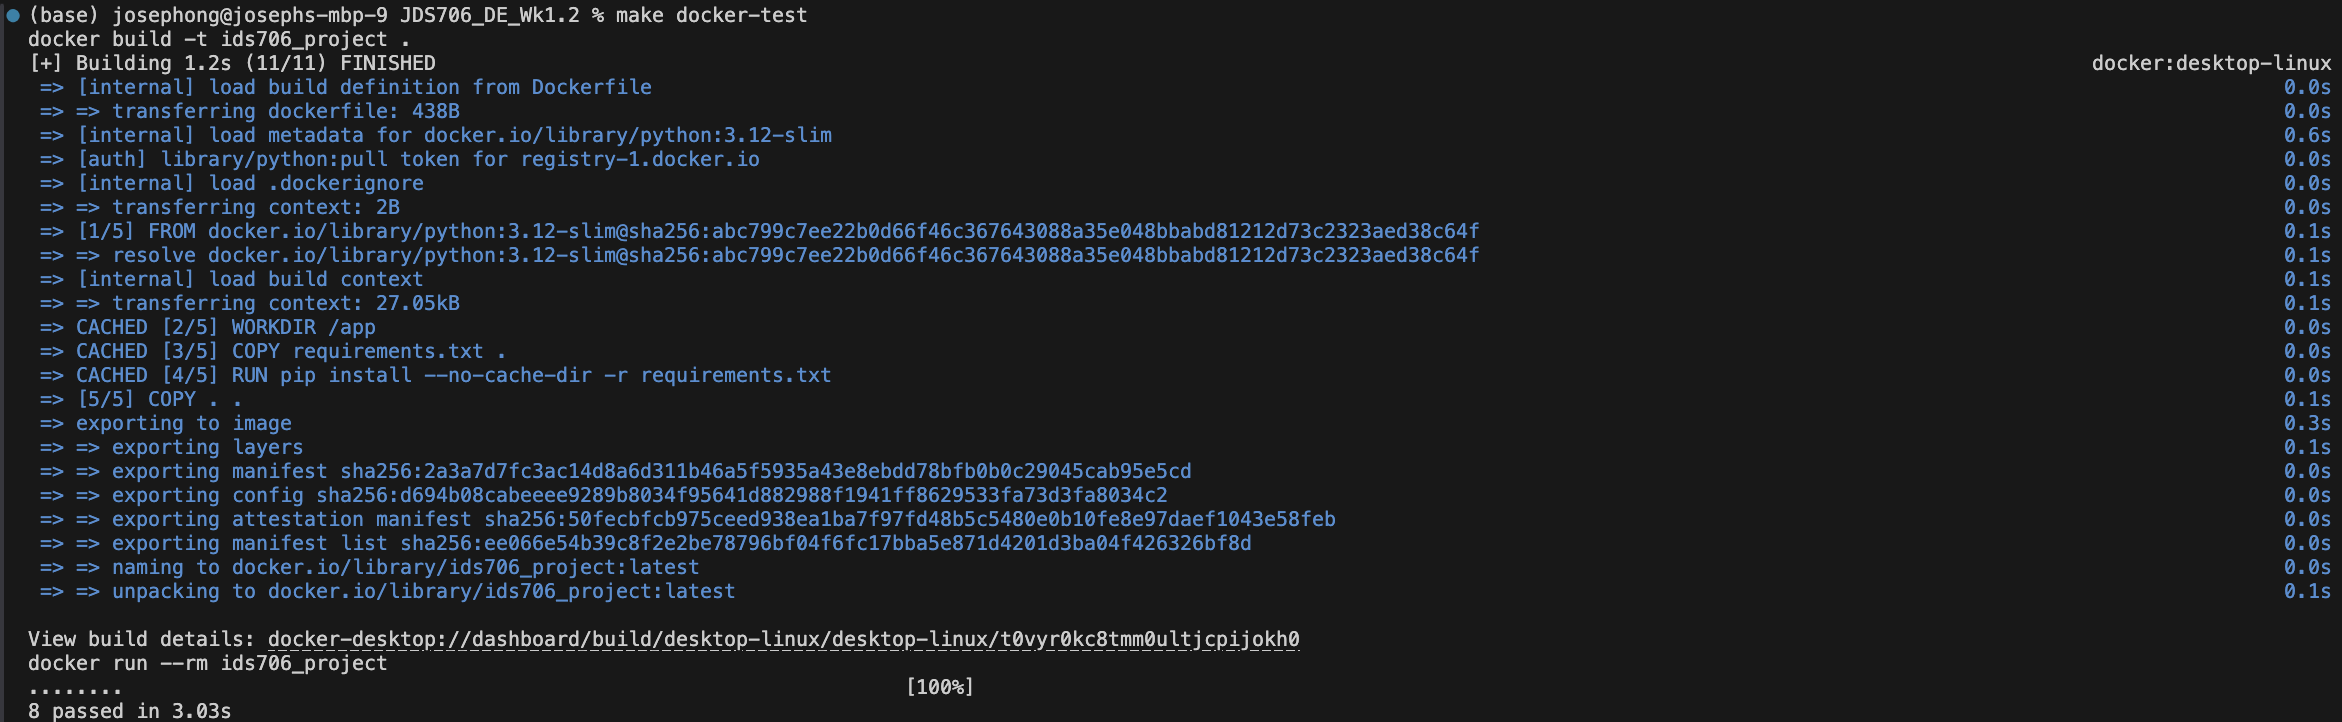 (base) josephong@josephs-mbp-9 JDS706_DE_Wk1.2 % make docker-test
docker build -t ids706_project .
[+] Building 1.2s (11/11) FINISHED docker:desktop-linux
=> [internal] load build definition from Dockerfile 0.0s
=> => transferring dockerfile: 438B 0.0s
=> [internal] load metadata for docker.io/library/python:3.12-slim 0.6s
=> [auth] library/python:pull token for registry-1.docker.io 0.0s
=> [internal] load .dockerignore 0.0s
=> => transferring context: 2B 0.0s
=> [1/5] FROM docker.io/library/python:3.12-slim@sha256:abc799c7ee22b0d66f46c367643088a35e048bbabd81212d73c2323aed38c64f 0.1s
=> => resolve docker.io/library/python:3.12-slim@sha256:abc799c7ee22b0d66f46c367643088a35e048bbabd81212d73c2323aed38c64f 0.1s
=> [internal] load build context 0.1s
=> => transferring context: 27.05kB 0.1s
=> CACHED [2/5] WORKDIR /app 0.0s
=> CACHED [3/5] COPY requirements.txt . 0.0s
=> CACHED [4/5] RUN pip install --no-cache-dir -r requirements.txt 0.0s
=> [5/5] COPY . . 0.1s
=> exporting to image 0.3s
=> => exporting layers 0.1s
=> => exporting manifest sha256:2a3a7d7fc3ac14d8a6d311b46a5f5935a43e8ebdd78bfb0b0c29045cab95e5cd 0.0s
=> => exporting config sha256:d694b08cabeeee9289b8034f95641d882988f1941ff8629533fa73d3fa8034c2 0.0s
=> => exporting attestation manifest sha256:50fecbfcb975ceed938ea1ba7f97fd48b5c5480e0b10fe8e97daef1043e58feb 0.0s
=> => exporting manifest list sha256:ee066e54b39c8f2e2be78796bf04f6fc17bba5e871d4201d3ba04f426326bf8d 0.0s
=> => naming to docker.io/library/ids706_project:latest 0.0s
=> => unpacking to docker.io/library/ids706_project:latest 0.1s
View build details: docker-desktop://dashboard/build/desktop-linux/desktop-linux/t0vyr0kc8tmm0ultjcpijokh0
docker run --rm ids706_project
........ [100%]
8 passed in 3.03s